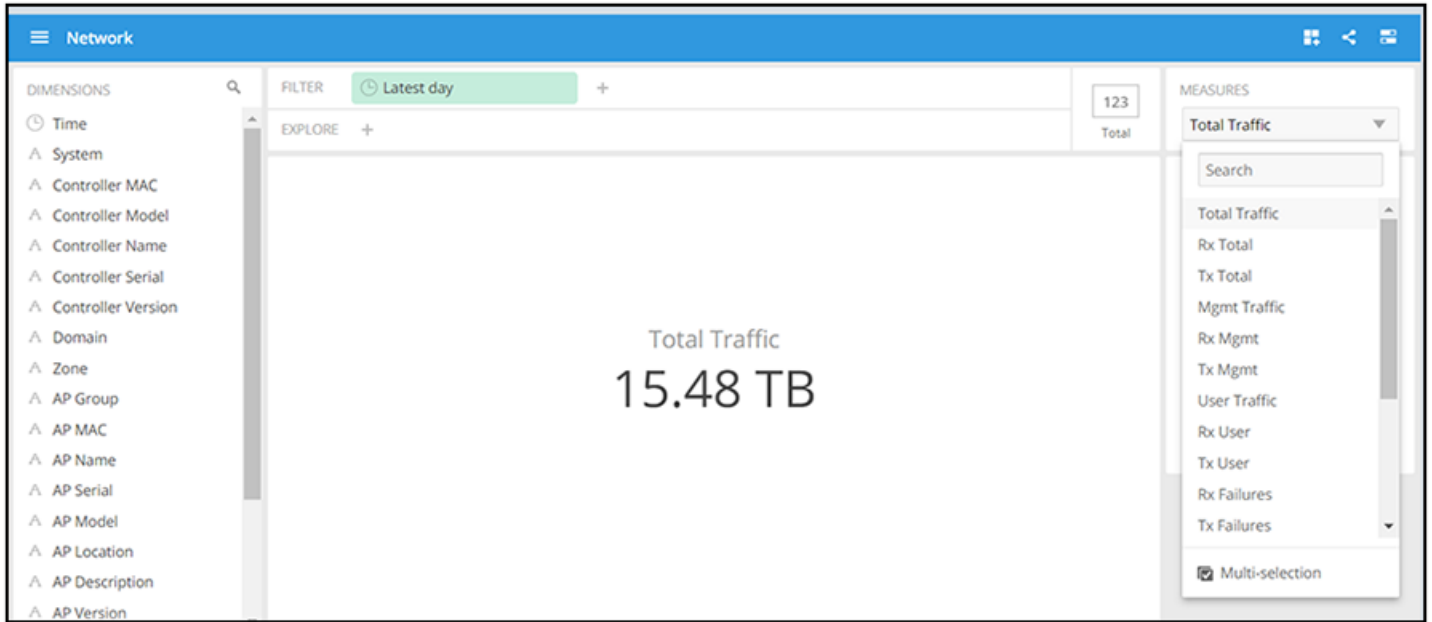 Network
DIMENSIONS
Time
System
Controller MAC
Controller Model
Controller Name
Controller Serial
Controller Version
Domain
Zone
AP Group
AP MAC
AP Name
AP Serial
AP Model
AP Location
AP Description
AP Version
FILTER
Latest day
+
EXPLORE +
123
Total
Total Traffic
15.48 TB
MEASURES
Total Traffic
Search
Total Traffic
Rx Total
Tx Total
Mgmt Traffic
Rx Mgmt
Tx Mgmt
User Traffic
Rx User
Tx User
Rx Failures
Tx Failures
Multi-selection